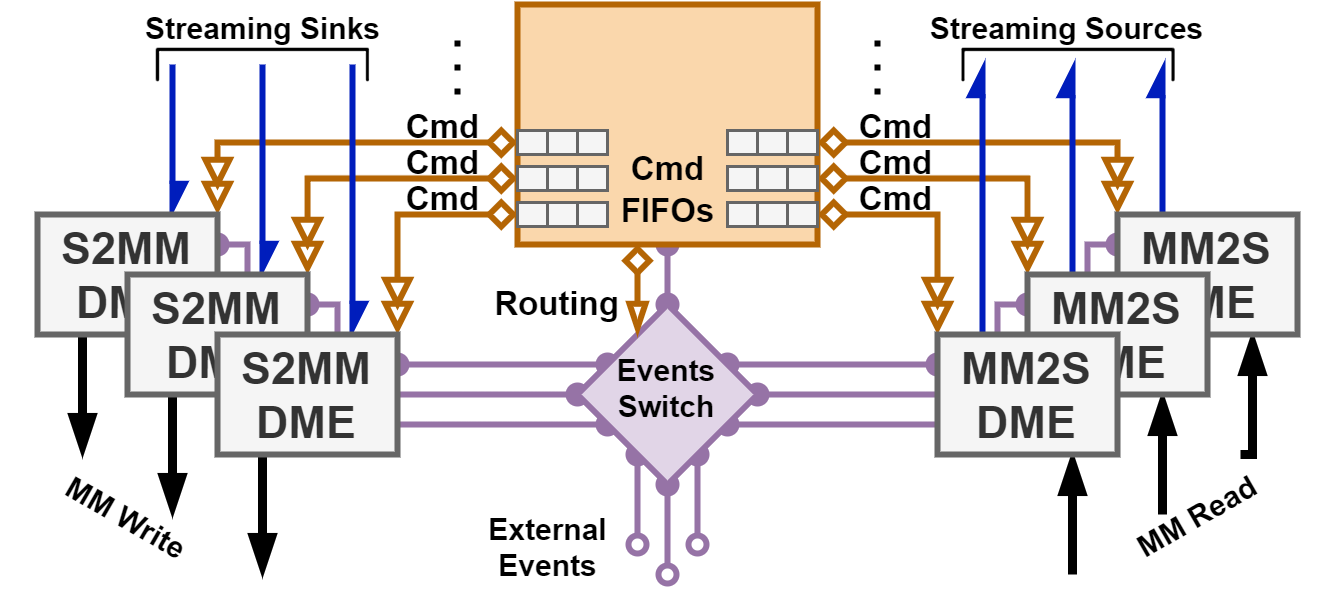 Streaming Sinks
Streaming Sources
Cmd
Cmd
Cmd
Cmd
FIFOs
Cmd
Cmd
Cmd
S2MM
DM
S2MM
DM
S2MM
DME
Routing
Events
Switch
MM2S
ME
MM2S
ME
MM2S
DME
MM Write
External
Events
MM Read